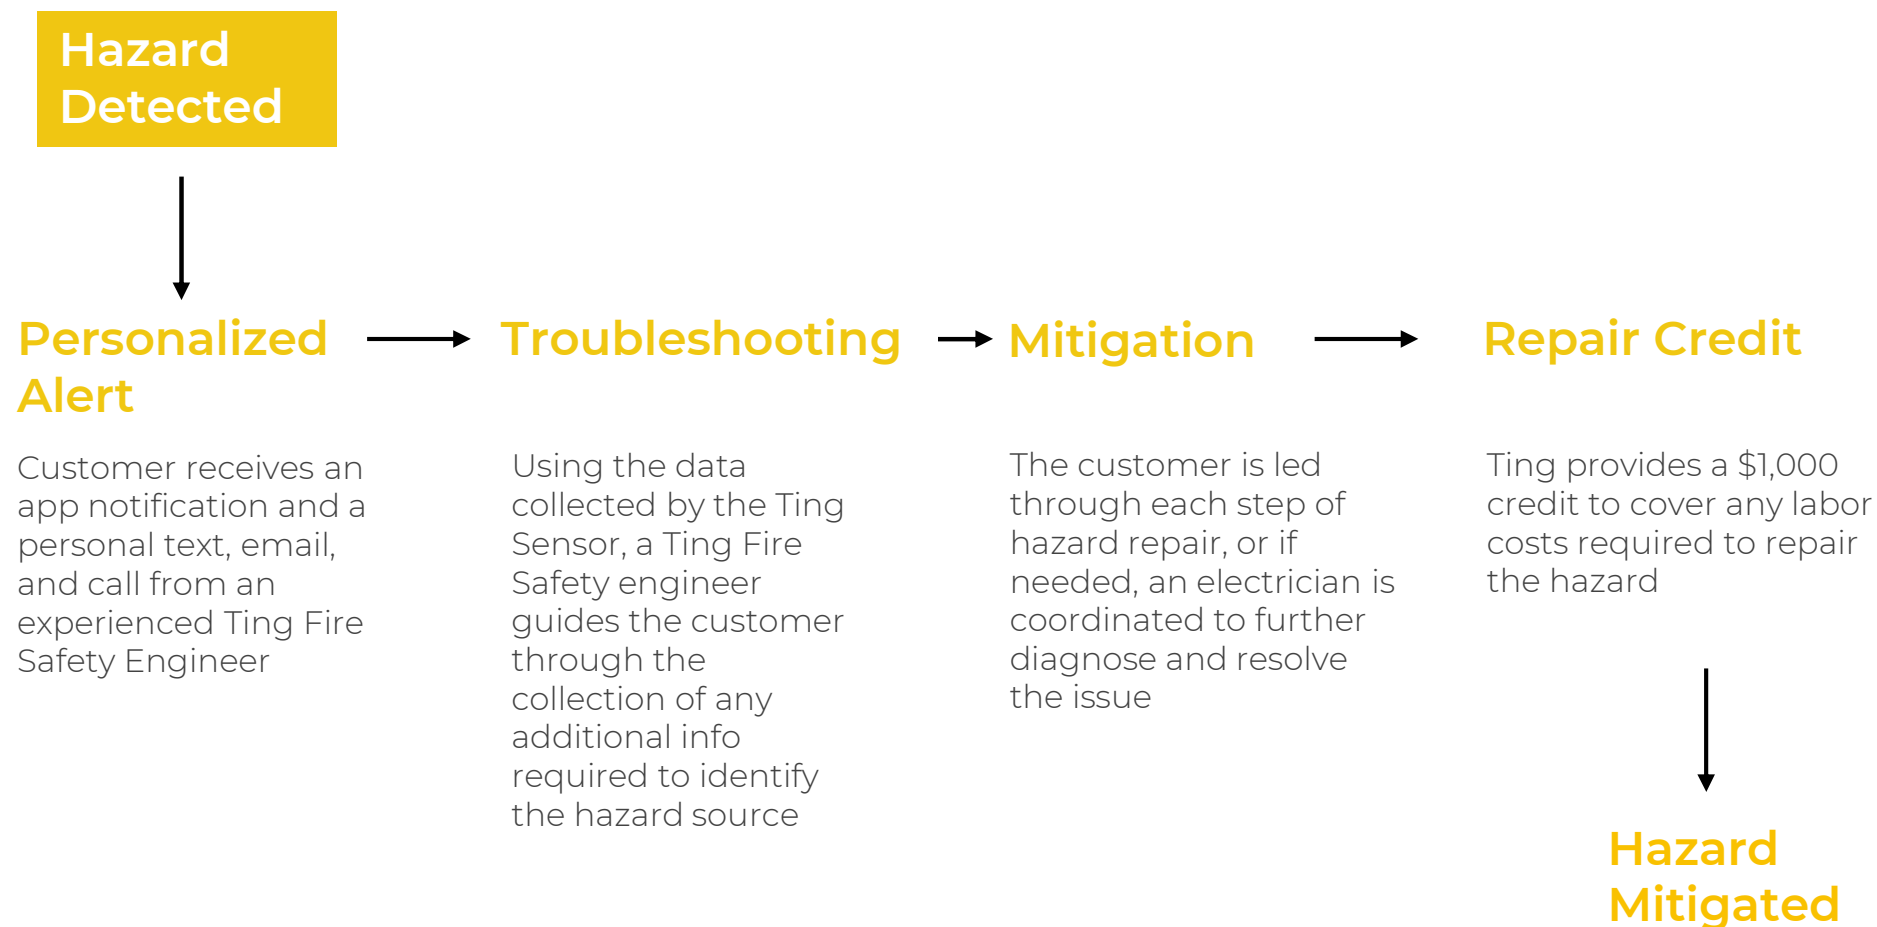 Hazard
Detected
Personalized
Alert
Customer receives an
app notification and a
personal text, email,
and call from an
experienced Ting Fire
Safety Engineer
Troubleshooting
Using the data
collected by the Ting
Sensor, a Ting Fire
Safety engineer
guides the customer
through the
collection of any
additional info
required to identify
the hazard source
Mitigation
The customer is led
through each step of
hazard repair, or if
needed, an electrician is
coordinated to further
diagnose and resolve
the issue
Repair Credit
Ting provides a $1,000
credit to cover any labor
costs required to repair
the hazard
Hazard
Mitigated